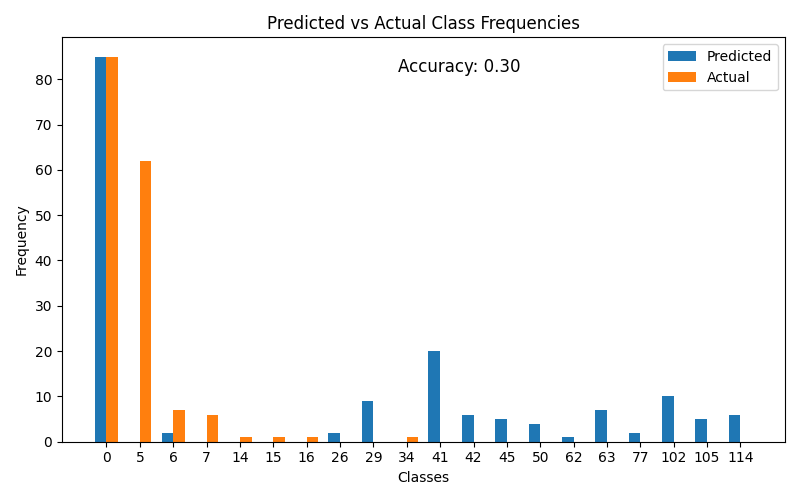 Predicted vs Actual Class Frequencies
Accuracy: 0.30
Predicted
Actual
Frequency
80
70
60
50
40
30
20
10
0
0 5 6 7 14 15 16 26 29 34 41 42 45 50 62 63 77 102 105 114
Classes